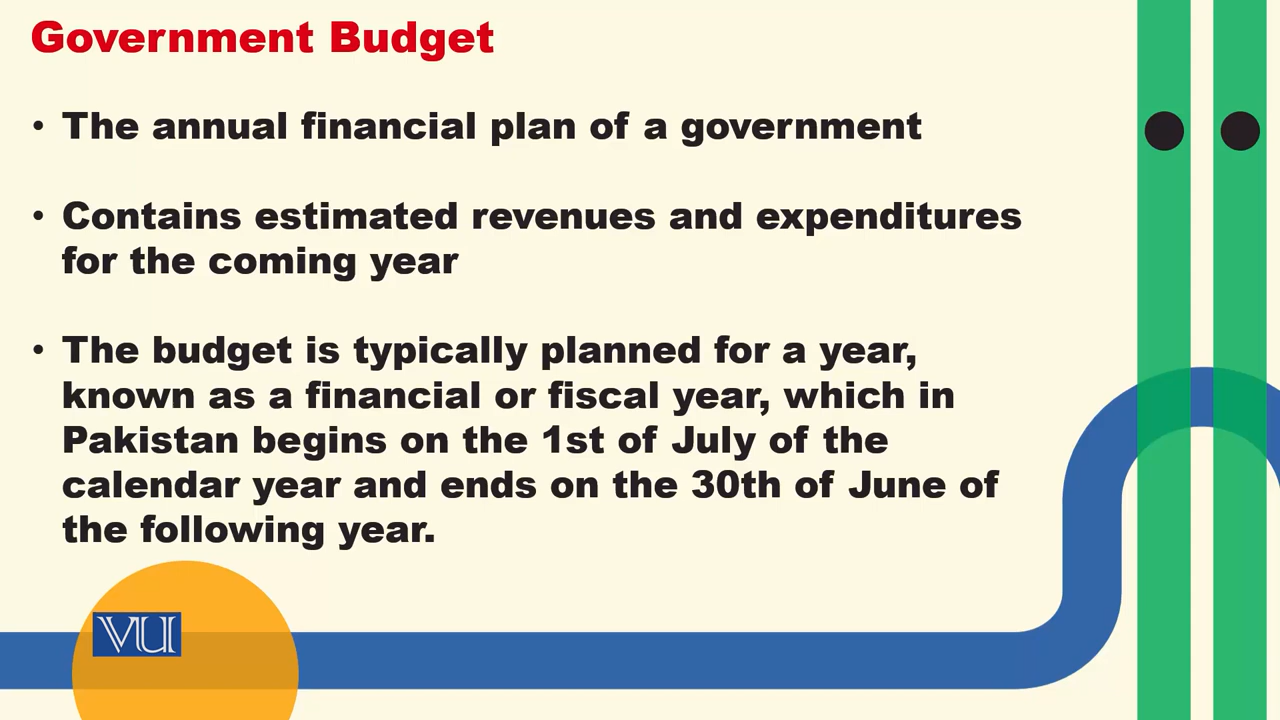 Government Budget
• The annual financial plan of a government
• Contains estimated revenues and expenditures
for the coming year
• The budget is typically planned for a year,
known as a financial or fiscal year, which in
Pakistan begins on the 1st of July of the
calendar year and ends on the 30th of June of
the following year.
VU